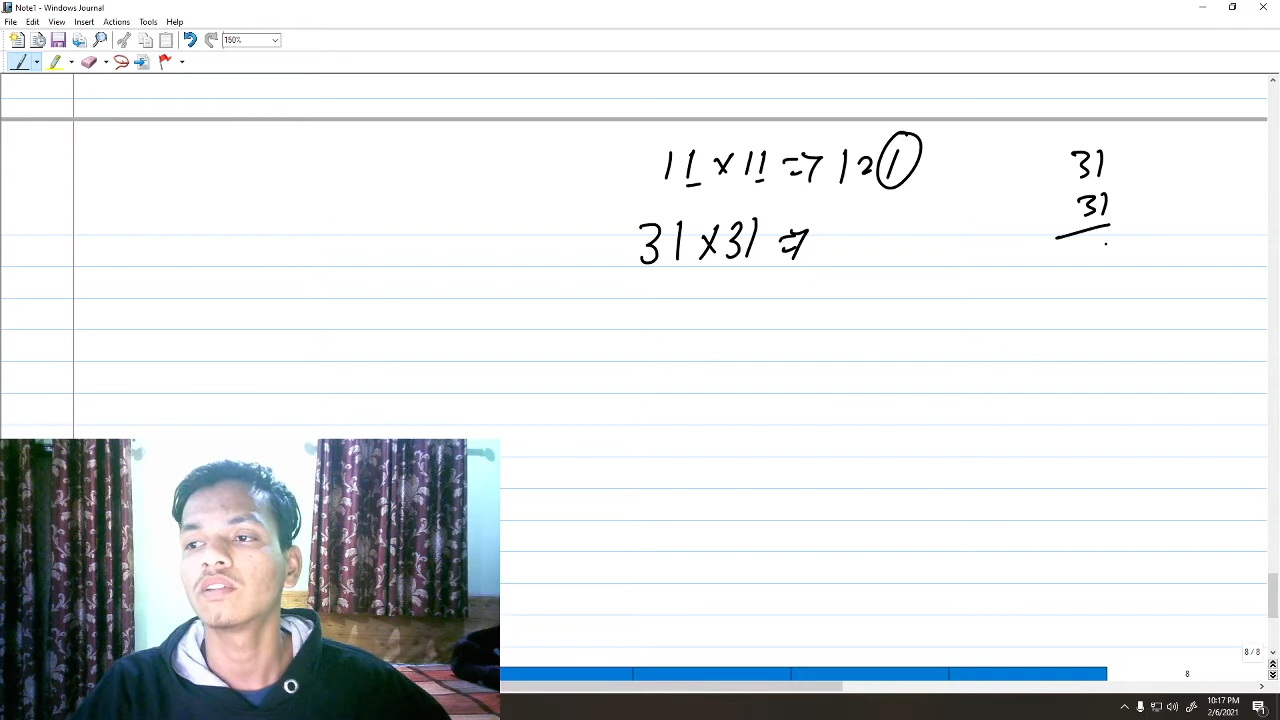 Note1 - Windows Journal
File Edit View Insert Actions Tools Help
150%
11 × 11 => 121
31
31
31 × 31 =>
8 / 8
8
10:17 PM
2/6/2021
1